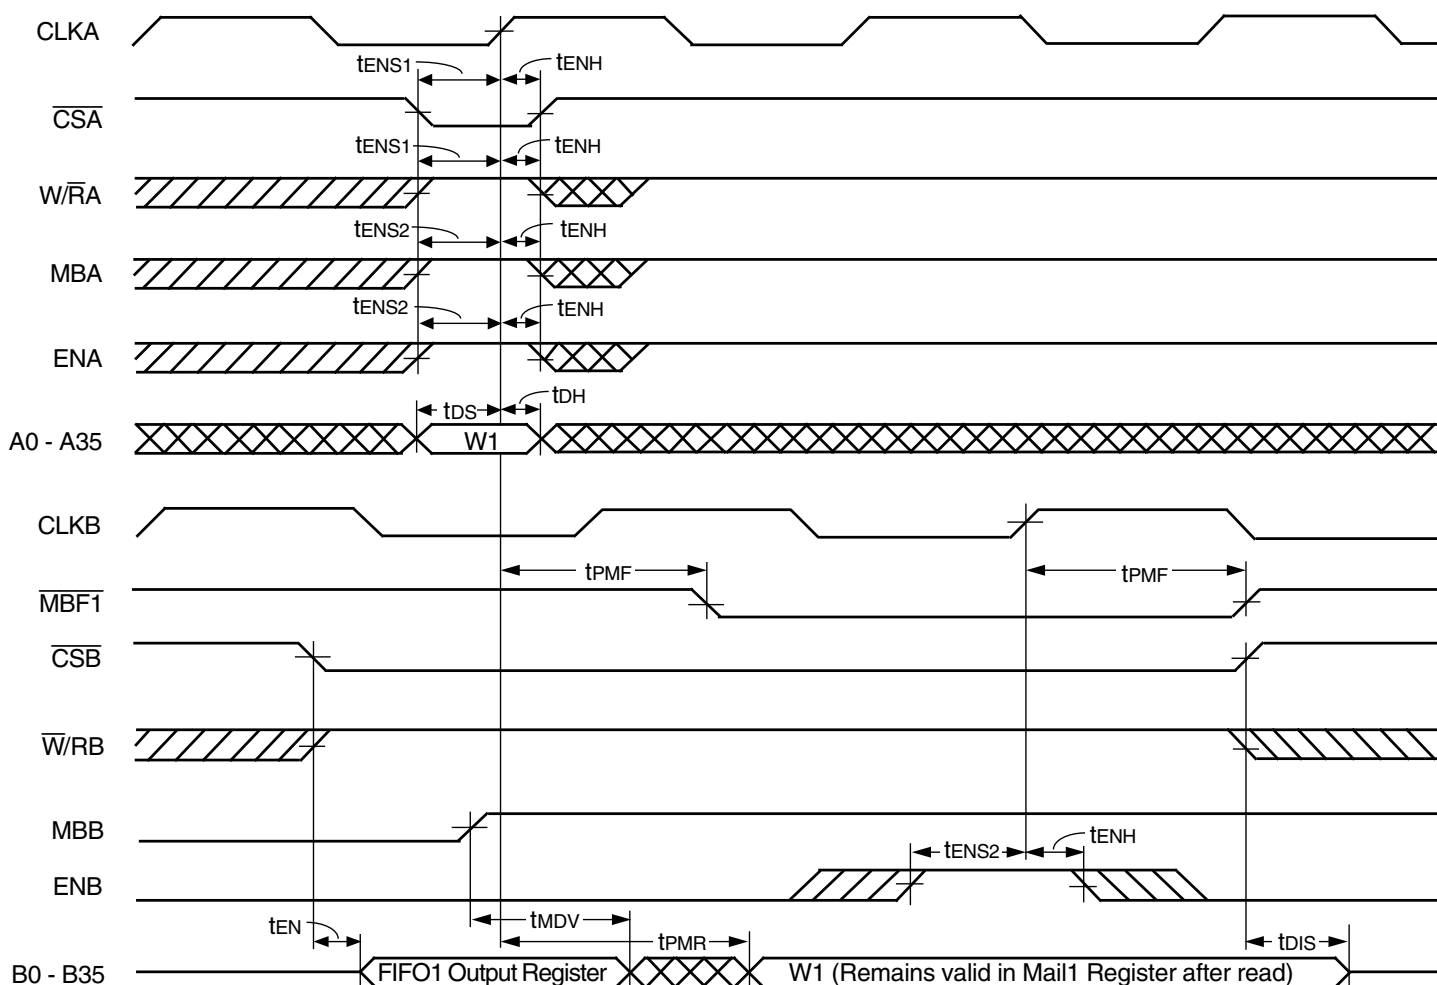 CLKA
tENS1 tENH
CSA
tENS1 tENH
W/RA
tENS2 tENH
MBA
tENS2 tENH
ENA
tDS tDH
A0 - A35 W1
CLKB
tPMF tPMF
MBF1
CSB
W/RB
MBB
tENS2 tENH
ENB
tEN tMDV tPMR tDIS
B0 - B35 FIFO1 Output Register W1 (Remains valid in Mail1 Register after read)